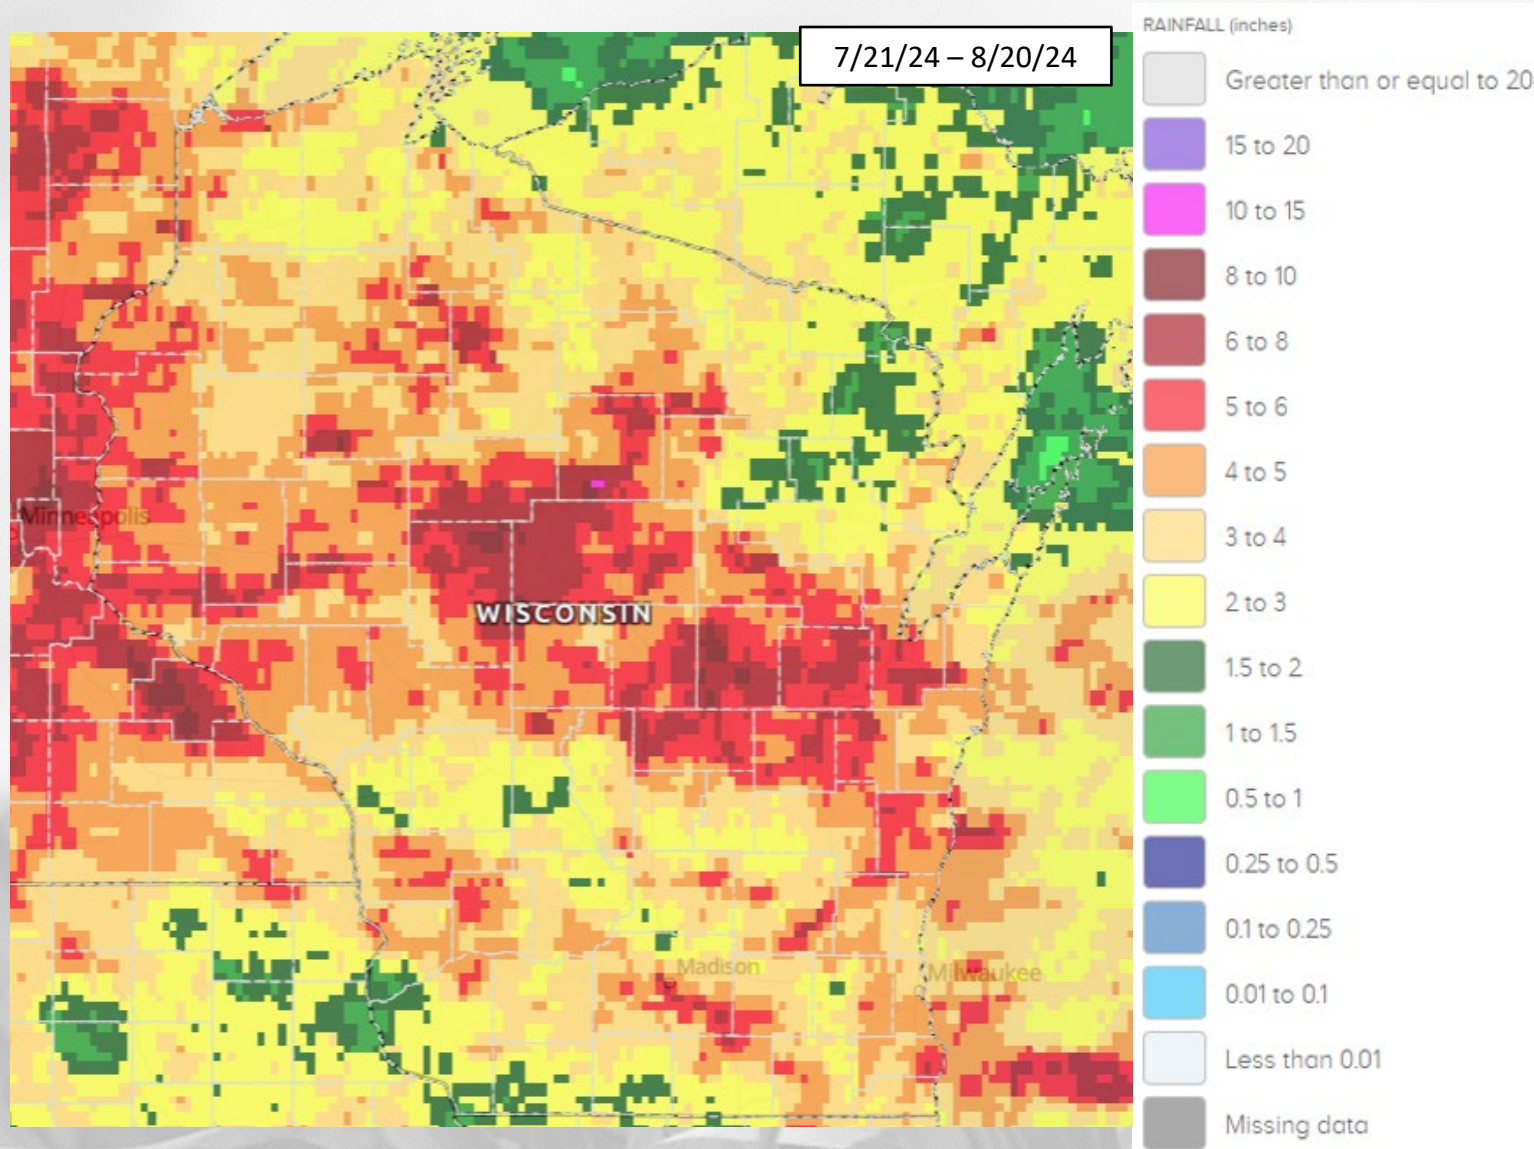 7/21/24 – 8/20/24
RAINFALL (inches)
Greater than or equal to 20
15 to 20
10 to 15
8 to 10
6 to 8
5 to 6
4 to 5
3 to 4
2 to 3
1.5 to 2
1 to 1.5
0.5 to 1
0.25 to 0.5
0.1 to 0.25
0.01 to 0.1
Less than 0.01
Missing data
Minneapolis
WISCONSIN
Madison
Milwaukee